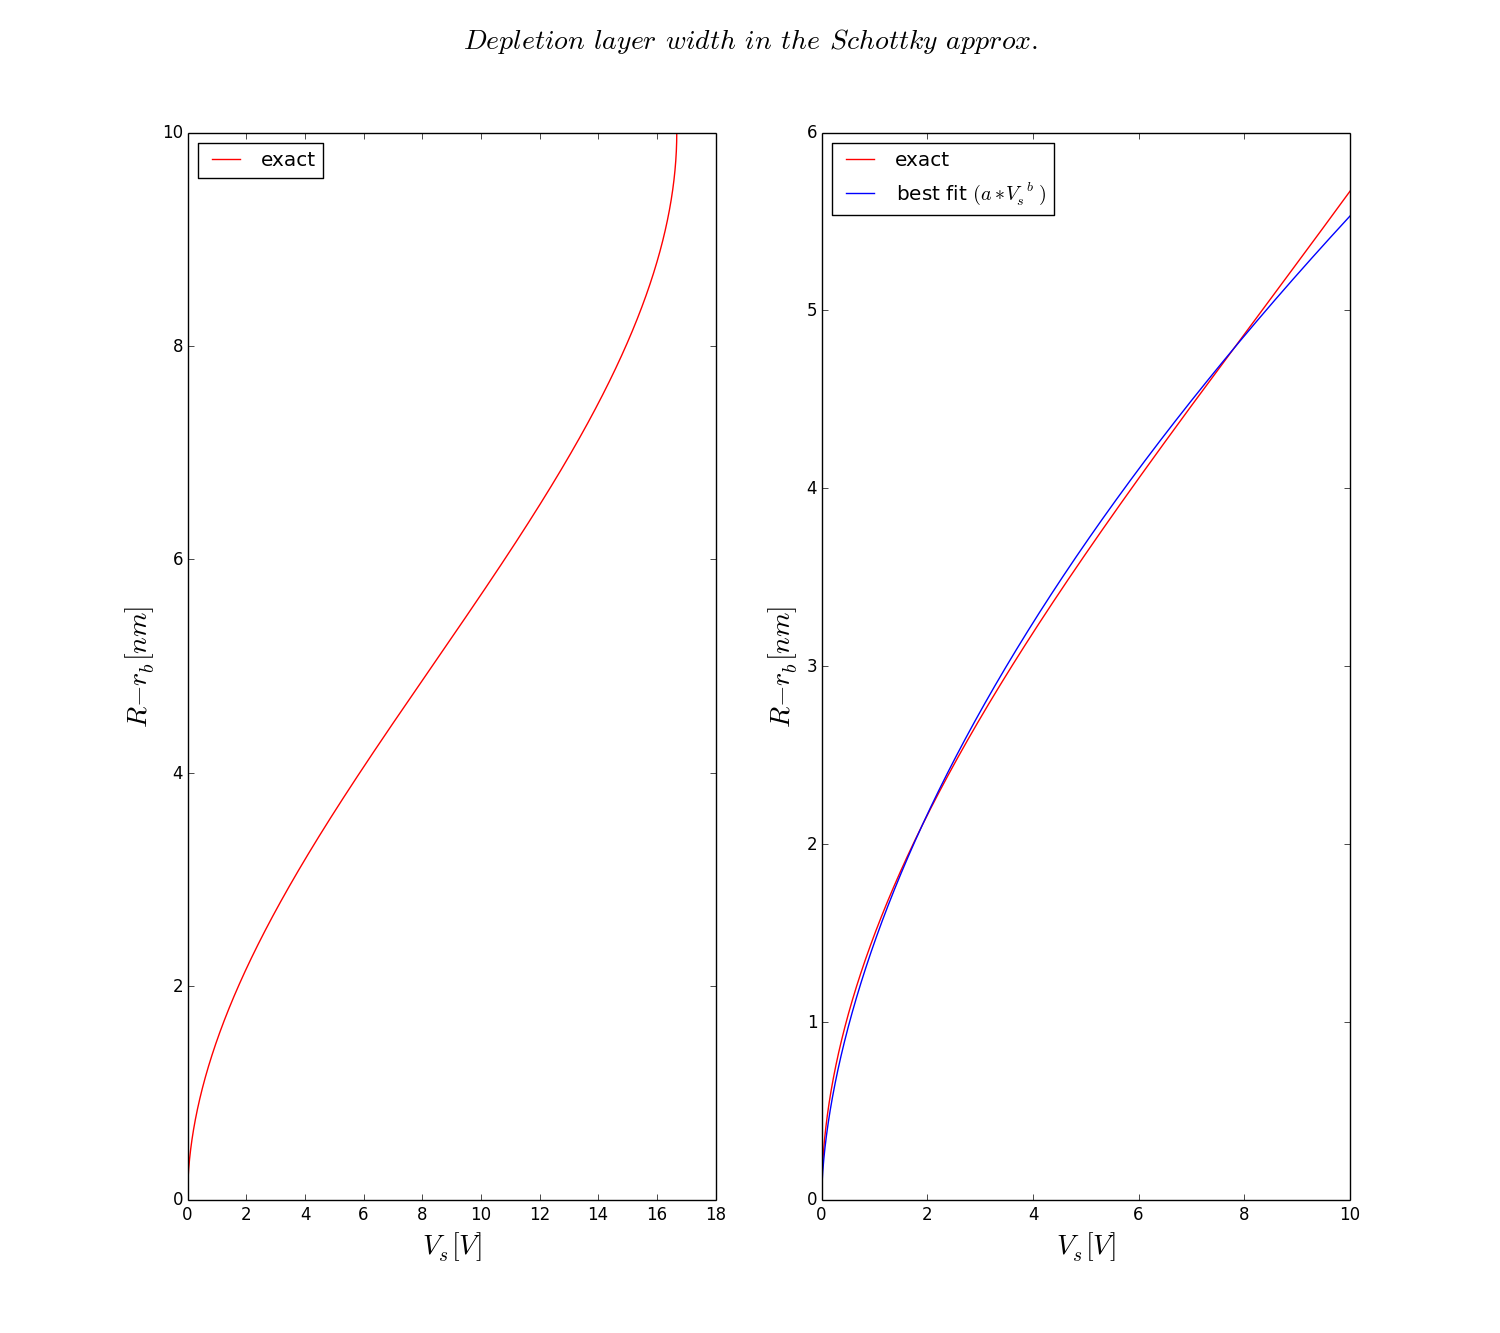 Depletion layer width in the Schottky approx.
exact
10
8
6
4
2
0
R−r_b [nm]
0 2 4 6 8 10 12 14 16 18
V_s [V]
exact
best fit (a*V_s^b)
6
5
4
3
2
1
0
R−r_b [nm]
0 2 4 6 8 10
V_s [V]